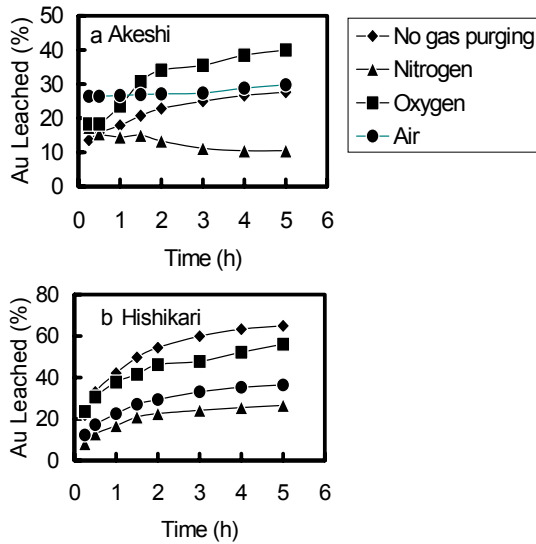 a Akeshi
Au Leached (%)
50
40
30
20
10
0
0 1 2 3 4 5 6
Time (h)
No gas purging
Nitrogen
Oxygen
Air
b Hishikari
Au Leached (%)
80
60
40
20
0
0 1 2 3 4 5 6
Time (h)